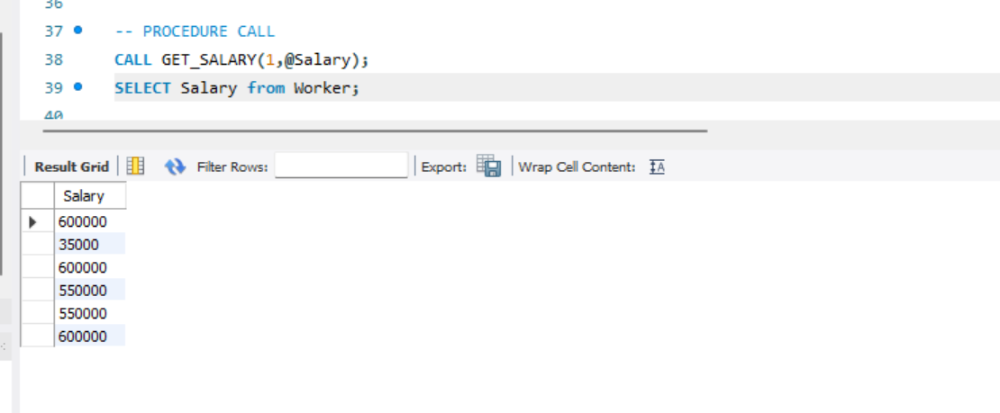 36
37 -- PROCEDURE CALL
38 CALL GET_SALARY(1,@Salary);
39 SELECT Salary from Worker;
40
Result Grid Filter Rows: Export: Wrap Cell Content: IA
Salary
600000
35000
600000
550000
550000
600000